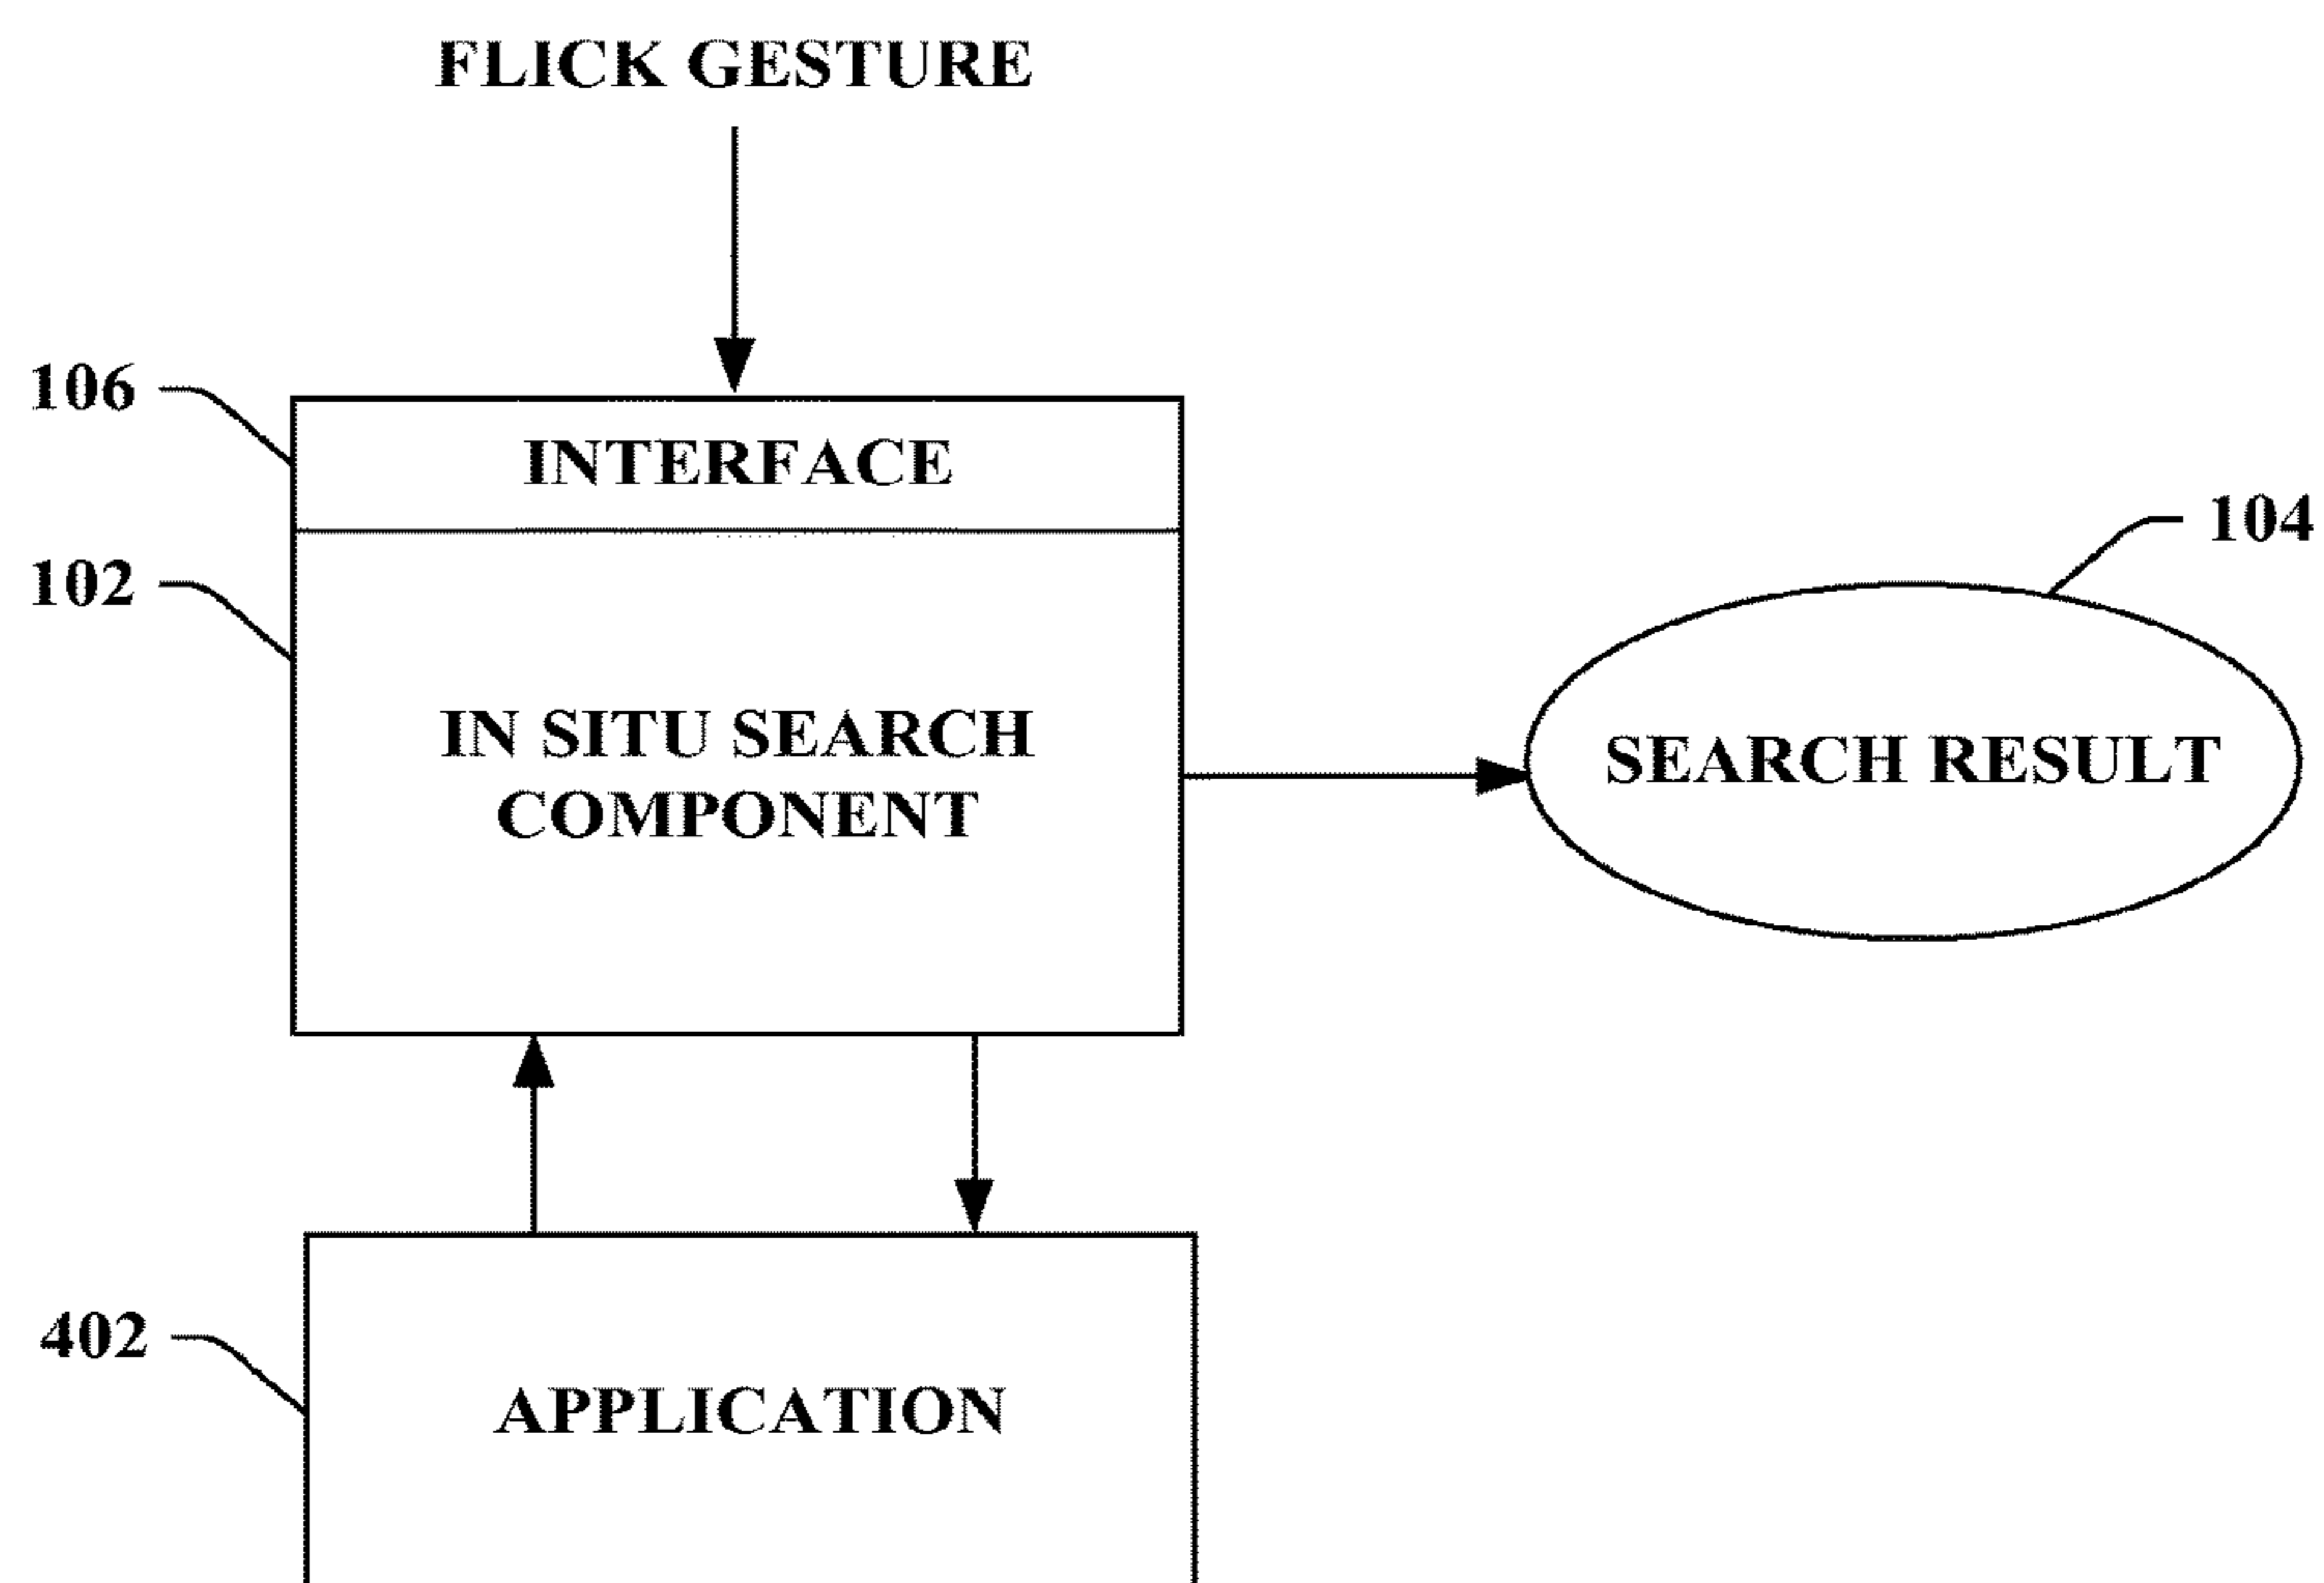 FLICK GESTURE
106
INTERFACE
104
102
IN SITU SEARCH
COMPONENT
SEARCH RESULT
402
APPLICATION